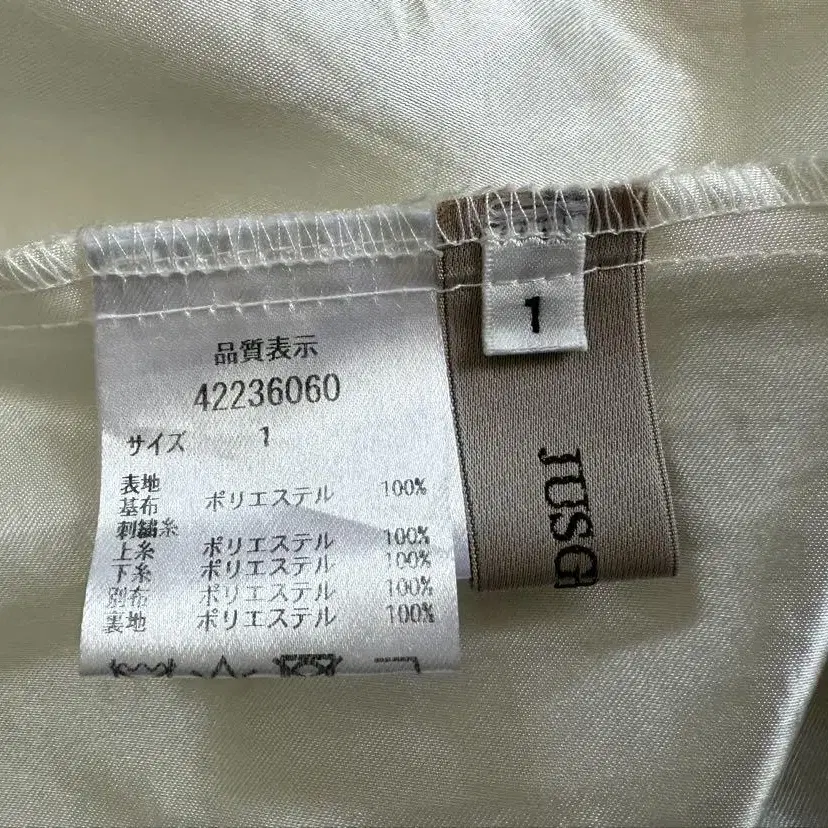 品質表示
42236060
サイズ 1
表地
基布 ポリエステル 100%
刺繍糸
上糸 ポリエステル 100%
下糸 ポリエステル 100%
別布 ポリエステル 100%
裏地 ポリエステル 100%
1
JUSG